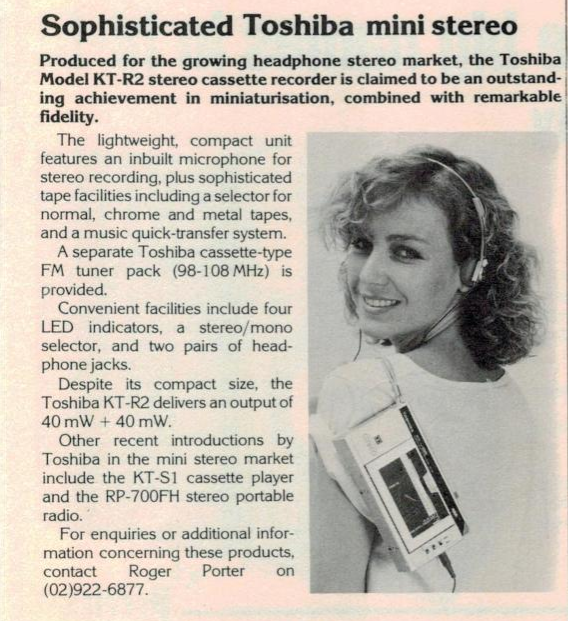 Sophisticated Toshiba mini stereo
Produced for the growing headphone stereo market, the Toshiba
Model KT-R2 stereo cassette recorder is claimed to be an outstand-
ing achievement in miniaturisation, combined with remarkable
fidelity.
The lightweight, compact unit
features an inbuilt microphone for
stereo recording, plus sophisticated
tape facilities including a selector for
normal, chrome and metal tapes,
and a music quick-transfer system.
A separate Toshiba cassette-type
FM tuner pack (98-108 MHz) is
provided.
Convenient facilities include four
LED indicators, a stereo/mono
selector, and two pairs of head-
phone jacks.
Despite its compact size, the
Toshiba KT-R2 delivers an output of
40 mW + 40 mW.
Other recent introductions by
Toshiba in the mini stereo market
include the KT-S1 cassette player
and the RP-700FH stereo portable
radio.
For enquiries or additional infor-
mation concerning these products,
contact Roger Porter on
(02)922-6877.